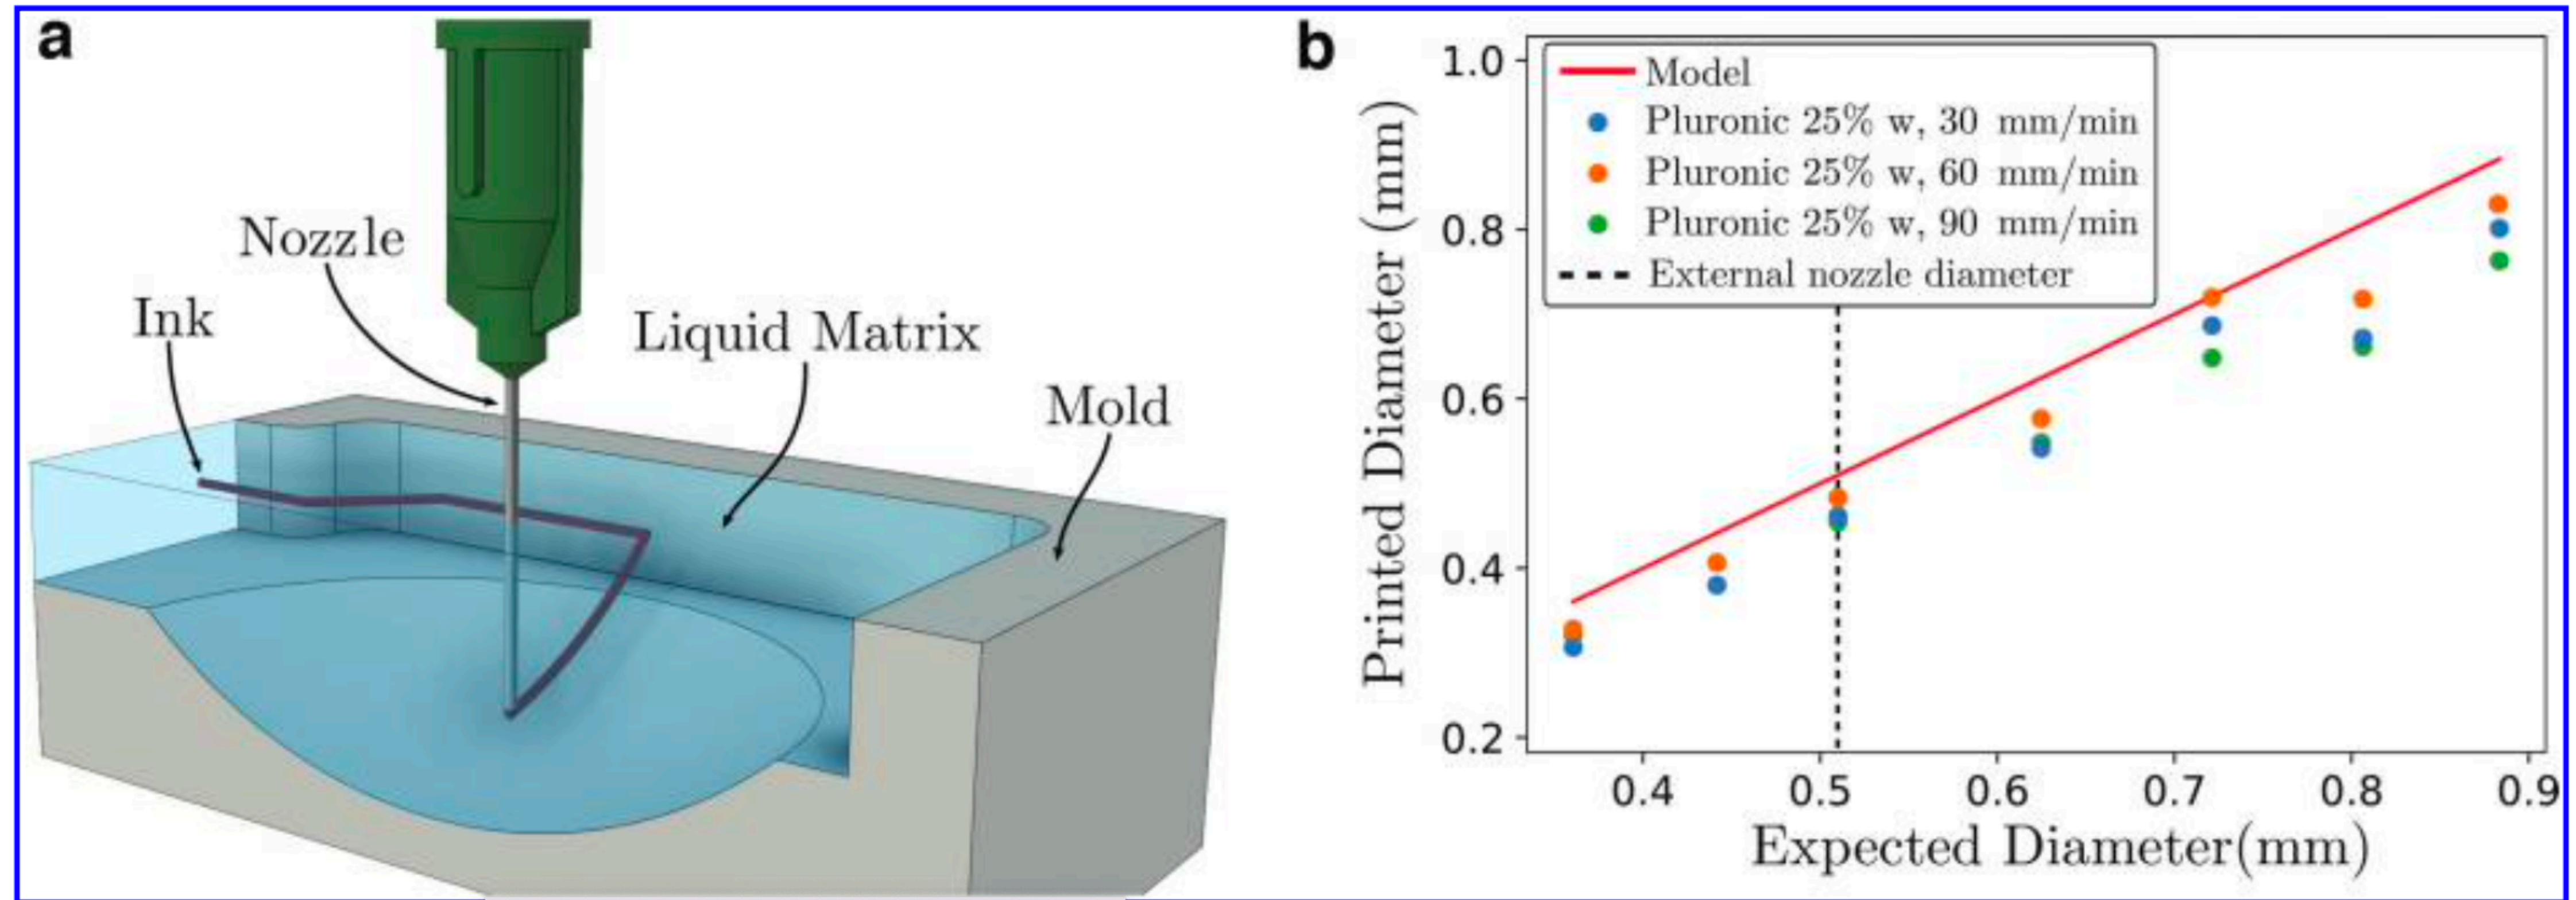 a
Nozzle
Ink
Liquid Matrix
Mold
b
Printed Diameter (mm)
1.0
0.8
0.6
0.4
0.2
Model
Pluronic 25% w, 30 mm/min
Pluronic 25% w, 60 mm/min
Pluronic 25% w, 90 mm/min
External nozzle diameter
0.4 0.5 0.6 0.7 0.8 0.9
Expected Diameter(mm)